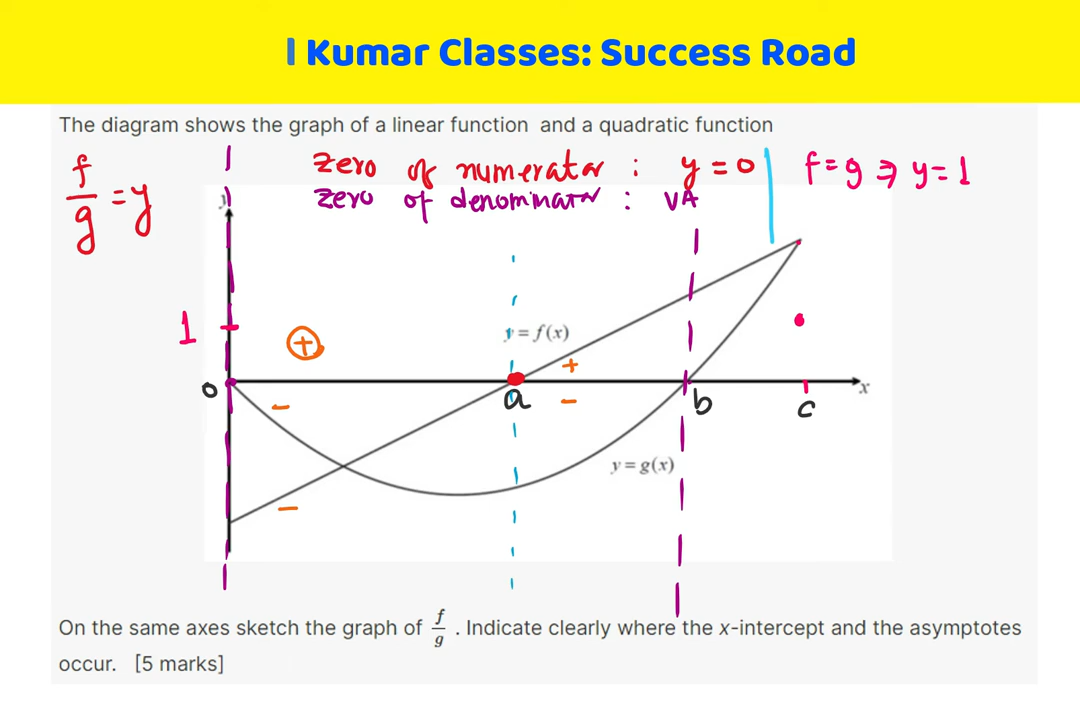 Kumar Classes: Success Road
The diagram shows the graph of a linear function and a quadratic function
f/g = y
zero of numerator : y = 0
f = g ⇒ y = 1
zero of denominatr : VA
y
1
+
y = f(x)
+
0
a
b
c
x
−
−
y = g(x)
−
On the same axes sketch the graph of f/g . Indicate clearly where the x-intercept and the asymptotes
occur. [5 marks]